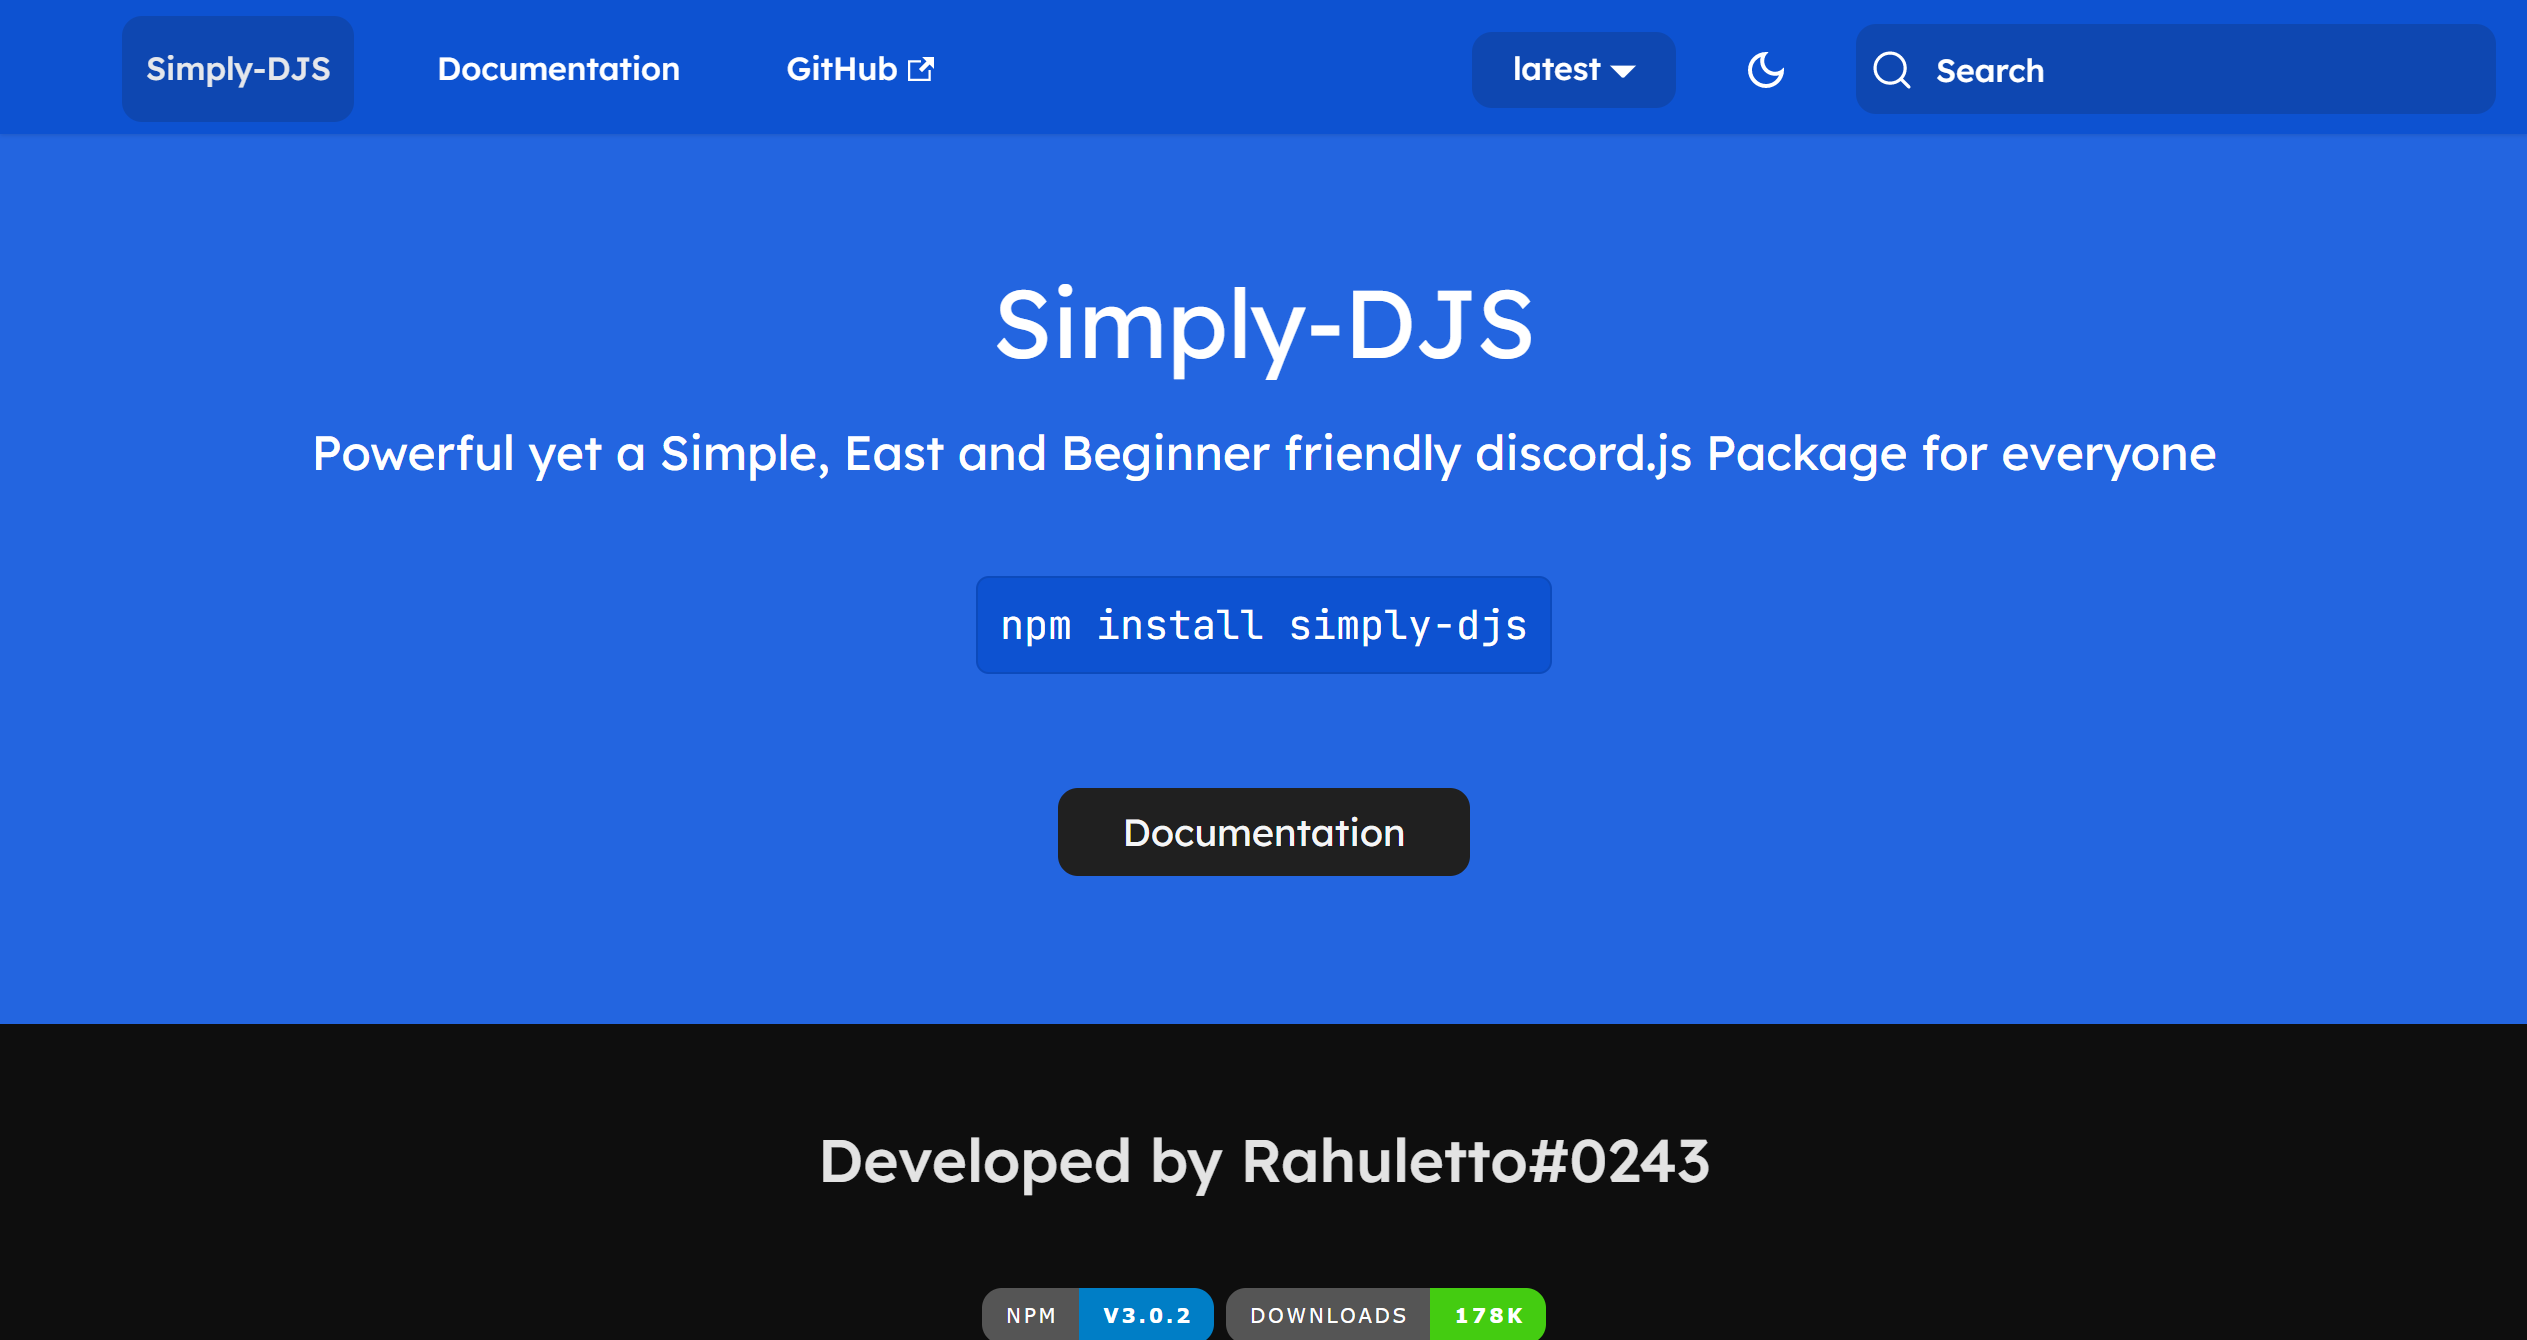 Simply-DJS Documentation GitHub latest Search
Simply-DJS
Powerful yet a Simple, East and Beginner friendly discord.js Package for everyone
npm install simply-djs
Documentation
Developed by Rahuletto#0243
NPM V3.0.2 DOWNLOADS 178K